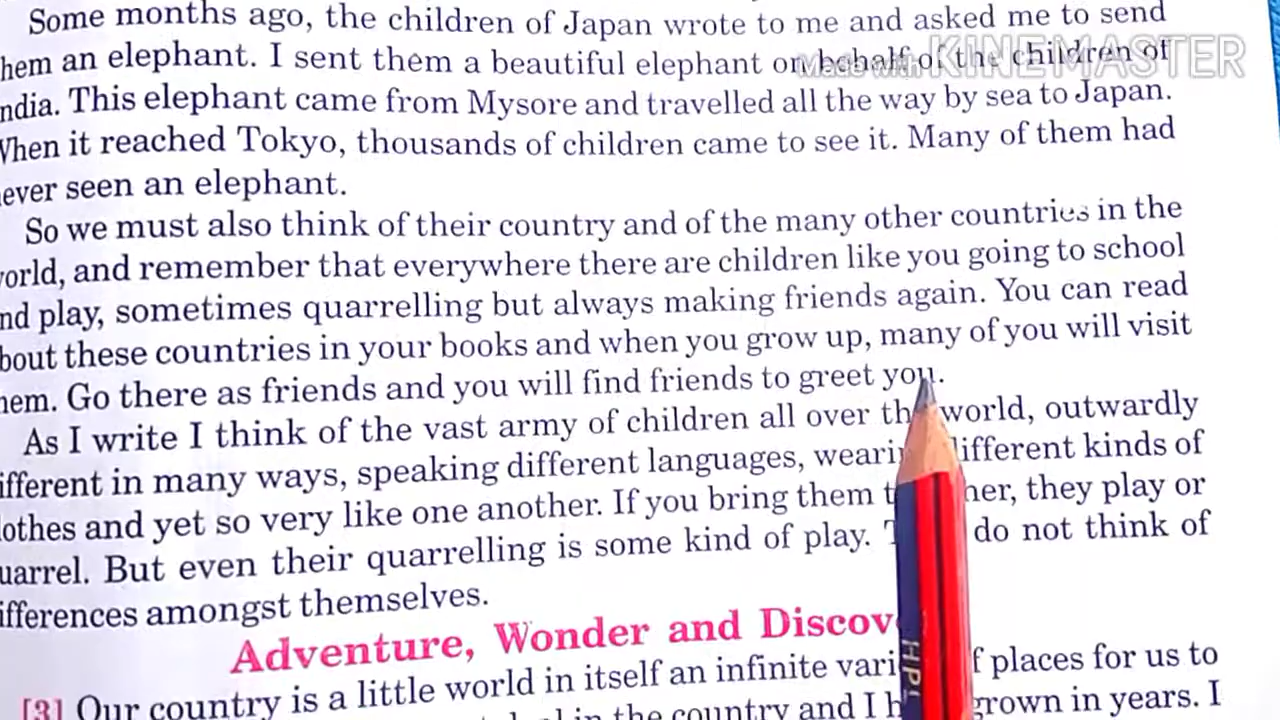 Some months ago, the children of Japan wrote to me and asked me to send
hem an elephant. I sent them a beautiful elephant on behalf of the children of
ndia. This elephant came from Mysore and travelled all the way by sea to Japan.
When it reached Tokyo, thousands of children came to see it. Many of them had
ever seen an elephant.
So we must also think of their country and of the many other countries in the
orld, and remember that everywhere there are children like you going to school
nd play, sometimes quarrelling but always making friends again. You can read
bout these countries in your books and when you grow up, many of you will visit
hem. Go there as friends and you will find friends to greet you.
As I write I think of the vast army of children all over the world, outwardly
ifferent in many ways, speaking different languages, wearing different kinds of
lothes and yet so very like one another. If you bring them t her, they play or
uarrel. But even their quarrelling is some kind of play. do not think of
ifferences amongst themselves.
Adventure, Wonder and Discov
[3] Our country is a little world in itself an infinite vari f places for us to
in the country and I h grown in years. I
Made with KINEMASTER
HB